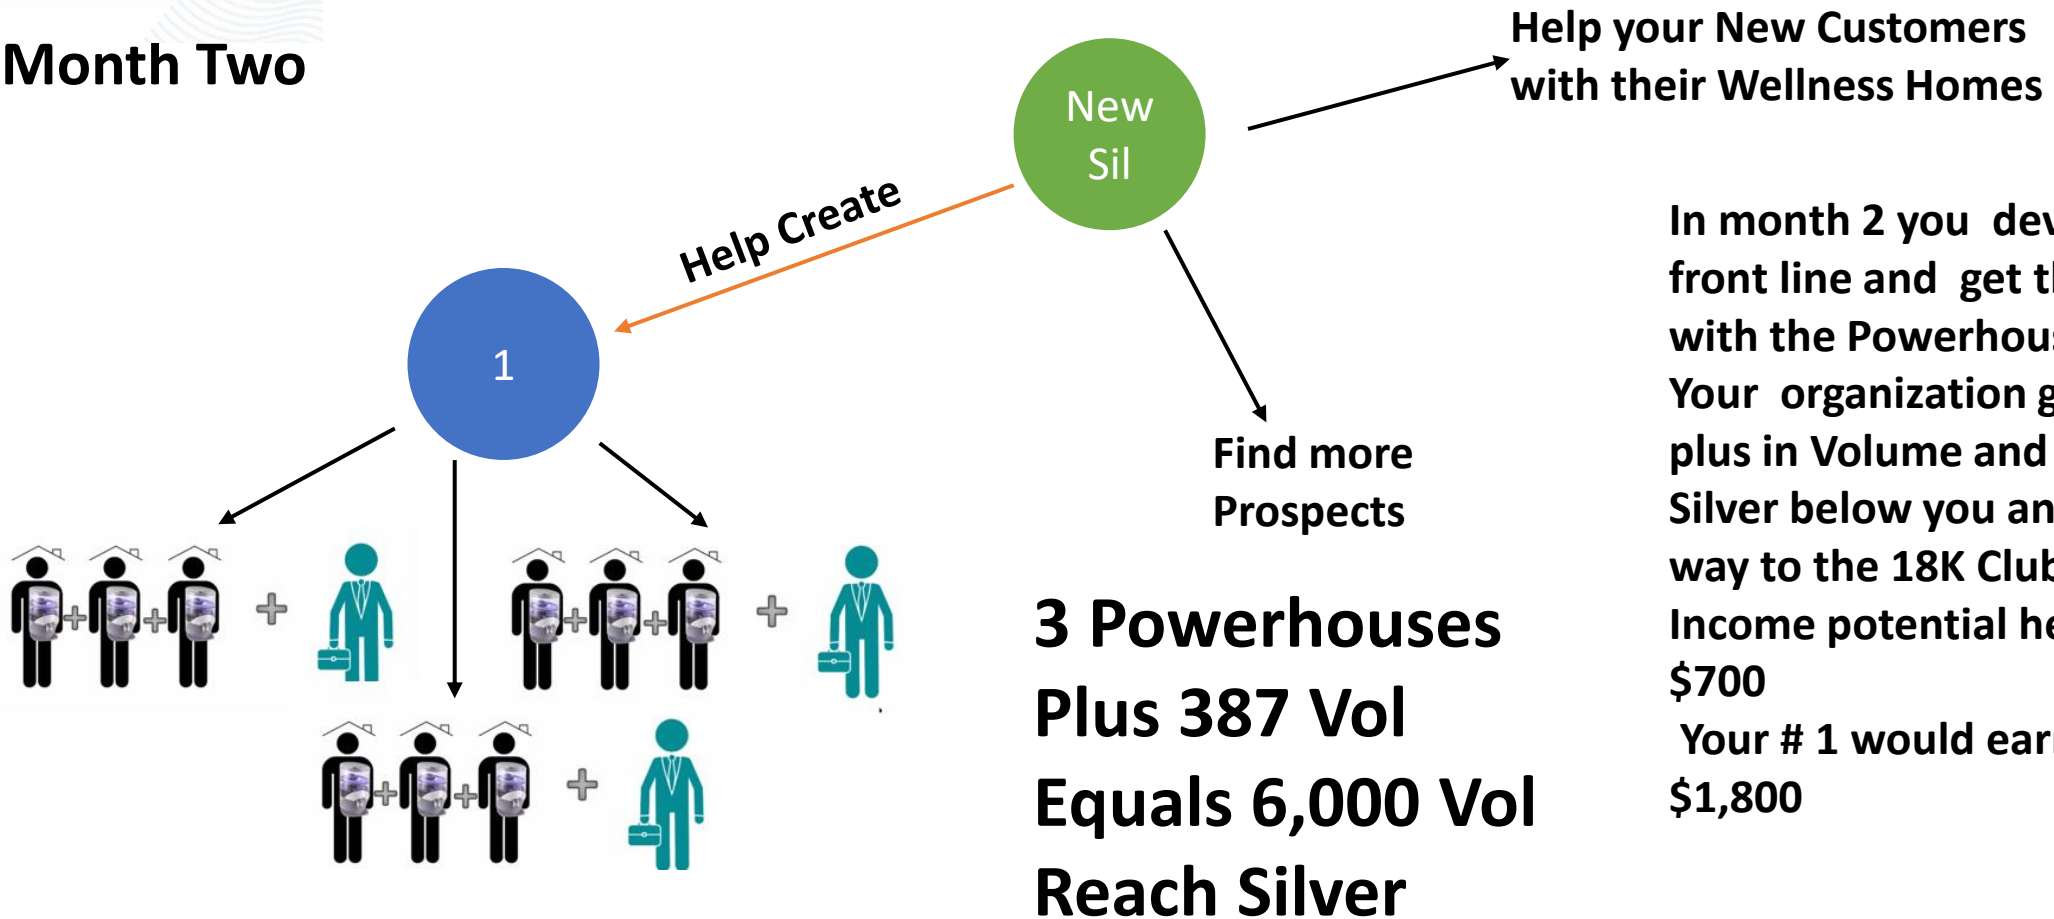 Month Two
New
Sil
Help your New Customers
with their Wellness Homes
Help Create
1
Find more
Prospects
3 Powerhouses
Plus 387 Vol
Equals 6,000 Vol
Reach Silver
In month 2 you dev
front line and get
with the Powerhou
Your organization g
plus in Volume and
Silver below you an
way to the 18K Club
Income potential he
$700
Your # 1 would ear
$1,800